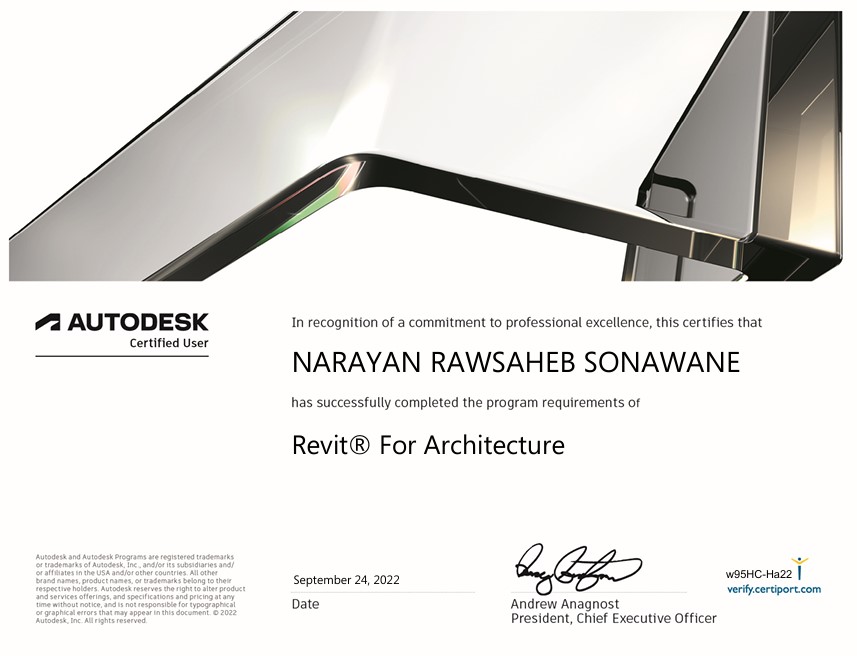 AUTODESK
Certified User
In recognition of a commitment to professional excellence, this certifies that
NARAYAN RAWSAHEB SONAWANE
has successfully completed the program requirements of
Revit® For Architecture
Autodesk and Autodesk Programs are registered trademarks
or trademarks of Autodesk, Inc., and/or its subsidiaries and/
or affiliates in the USA and/or other countries. All other
brand names, product names, or trademarks belong to their
respective holders. Autodesk reserves the right to alter product
and services offerings, and specifications and pricing at any
time without notice, and is not responsible for typographical
or graphical errors that may appear in this document. © 2022
Autodesk, Inc. All rights reserved.
September 24, 2022
Date
Andrew Anagnost
President, Chief Executive Officer
w95HC-Ha22
verify.certiport.com